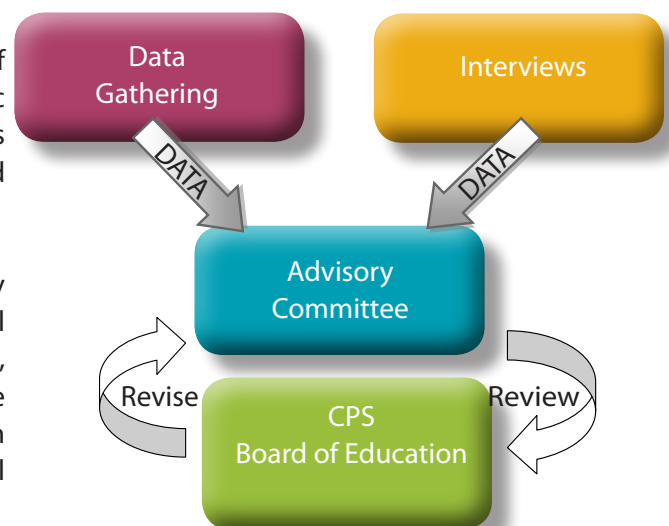 Data
Gathering
Interviews
DATA
DATA
Advisory
Committee
Revise
Review
CPS
Board of Education